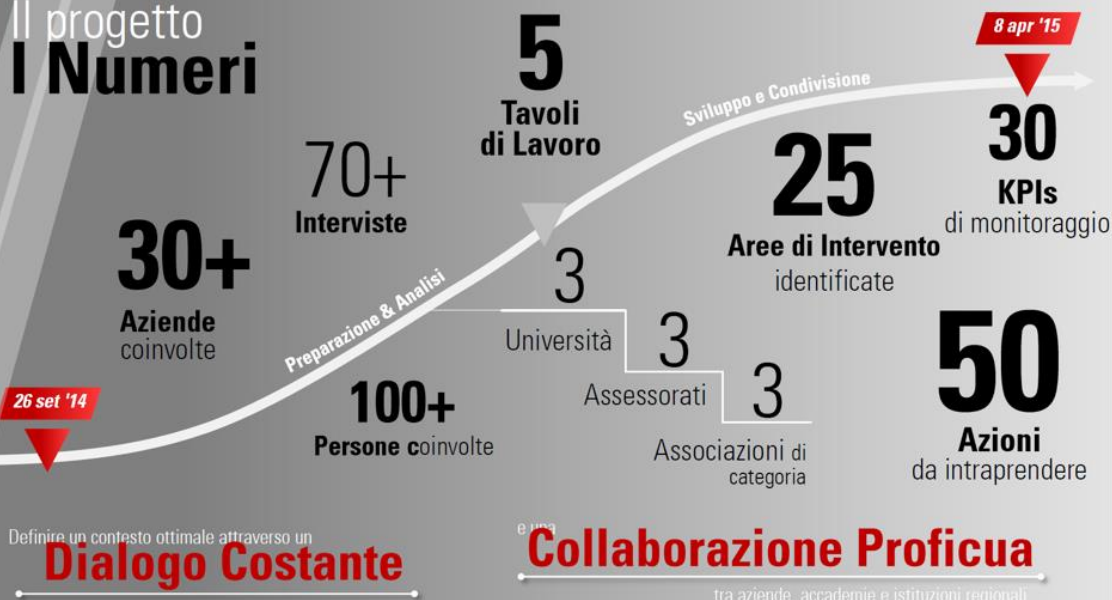 Il progetto
I Numeri
5
Tavoli
di Lavoro
8 apr '15
Sviluppo e Condivisione
70+
Interviste
30
KPIs
di monitoraggio
25
Aree di Intervento
identificate
30+
Aziende
coinvolte
Preparazione & Analisi
3
Università
3
Assessorati
3
Associazioni di
categoria
50
Azioni
da intraprendere
26 set '14
100+
Persone coinvolte
Definire un contesto ottimale attraverso un
Dialogo Costante
e una
Collaborazione Proficua
tra aziende, accademie e istituzioni regionali